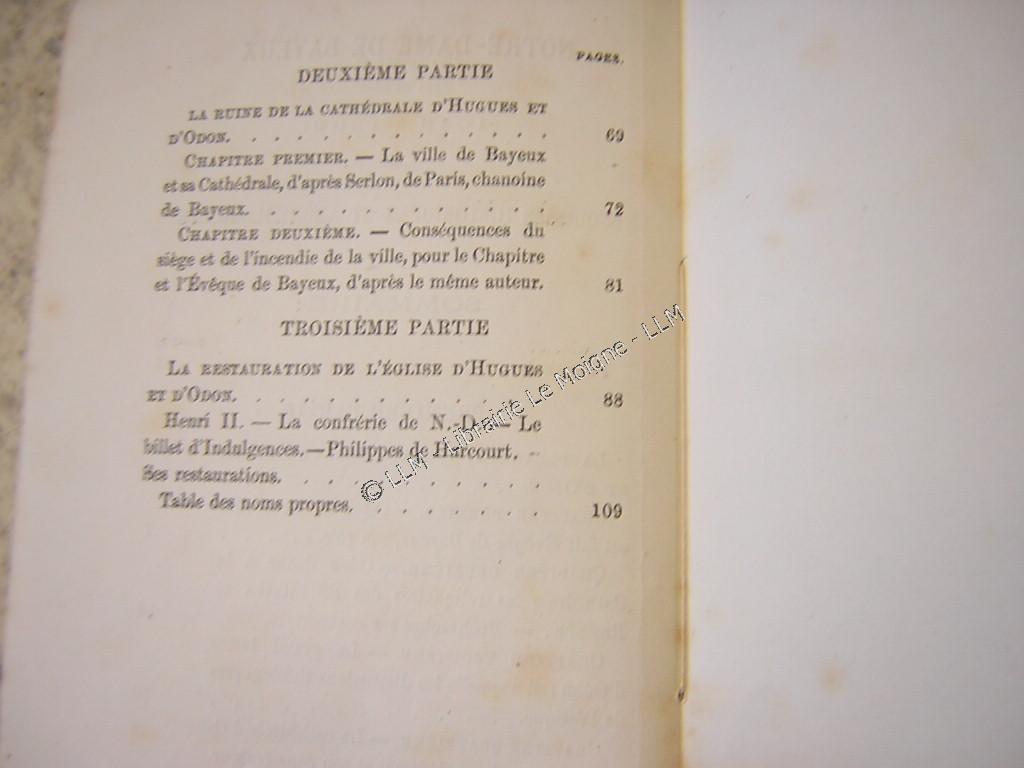 PAGES.
DEUXIÈME PARTIE
LA RUINE DE LA CATHÉDRALE D'HUGUES ET
D'ODON. . . . . . . . . . . . . . 69
CHAPITRE PREMIER. — La ville de Bayeux
et sa Cathédrale, d'après Serlon, de Paris, chanoine
de Bayeux. . . . . . . . . . . . . 72
CHAPITRE DEUXIÈME. — Conséquences du
siège et de l'incendie de la ville, pour le Chapitre
et l'Évêque de Bayeux, d'après le même auteur. 81
TROISIÈME PARTIE
LA RESTAURATION DE L'ÉGLISE D'HUGUES
ET D'ODON. . . . . . . . . . . . . 88
Henri II. — La confrérie de N.-D. — Le
billet d'Indulgences. — Philippes de Harcourt. –
Ses restaurations. . . . . . . . . . .
Table des noms propres. . . . . . . . . 109
© LLM - Librairie Le Moigne - LLM